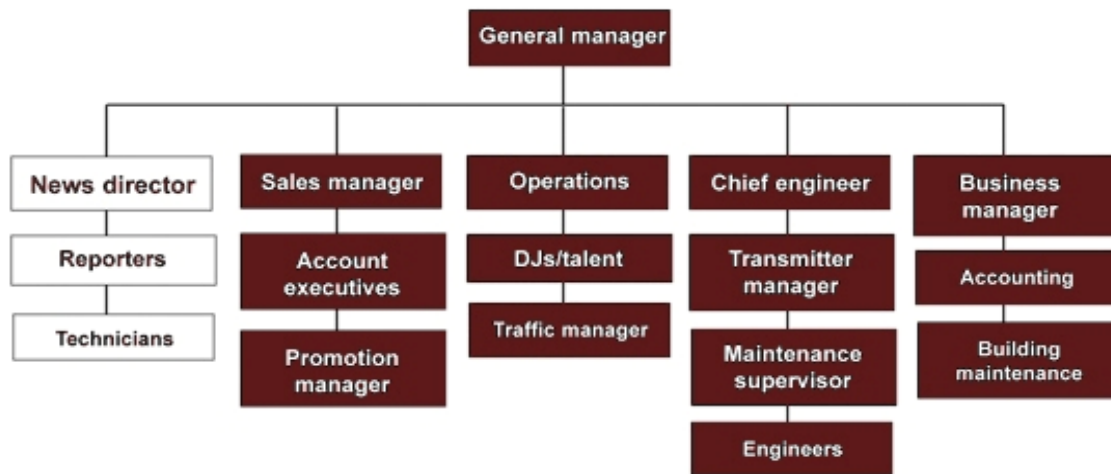 General manager
News director
Sales manager
Operations
Chief engineer
Business
manager
Reporters
Account
executives
DJs/talent
Transmitter
manager
Accounting
Technicians
Promotion
manager
Traffic manager
Maintenance
supervisor
Building
maintenance
Engineers